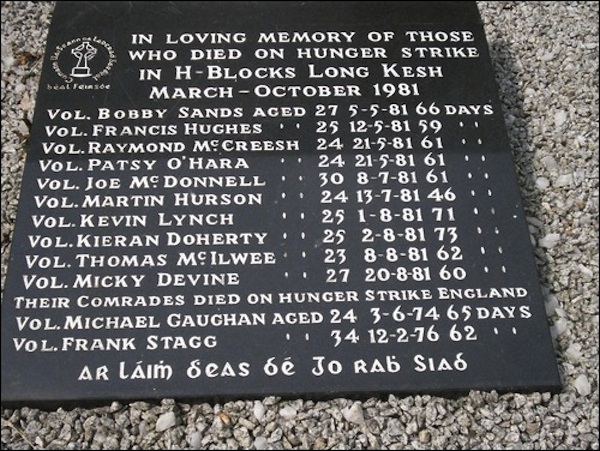 IN LOVING MEMORY OF THOSE
WHO DIED ON HUNGER STRIKE
IN H-BLOCKS LONG KESH
MARCH-OCTOBER 1981
VOL. BOBBY SANDS AGED 27 5-5-81 66 DAYS
VOL. FRANCIS HUGHES " 25 12-5-81 59 "
VOL. RAYMOND McCREESH 24 21-5-81 61 "
VOL. PATSY O'HARA " 24 21-5-81 61 "
VOL. JOE McDONNELL " 30 8-7-81 61 "
VOL. MARTIN HURSON " 24 13-7-81 46 "
VOL. KEVIN LYNCH " 25 1-8-81 71 "
VOL. KIERAN DOHERTY " 25 2-8-81 73 "
VOL. THOMAS McILWEE " 23 8-8-81 62 "
VOL. MICKY DEVINE " 27 20-8-81 60 "
THEIR COMRADES DIED ON HUNGER STRIKE ENGLAND
VOL. MICHAEL GAUGHAN AGED 24 3-6-74 65 DAYS
VOL. FRANK STAGG " 34 12-2-76 62 "
AR LÁIṀ ḊEAS ḊÉ GO RAḂ SIAD